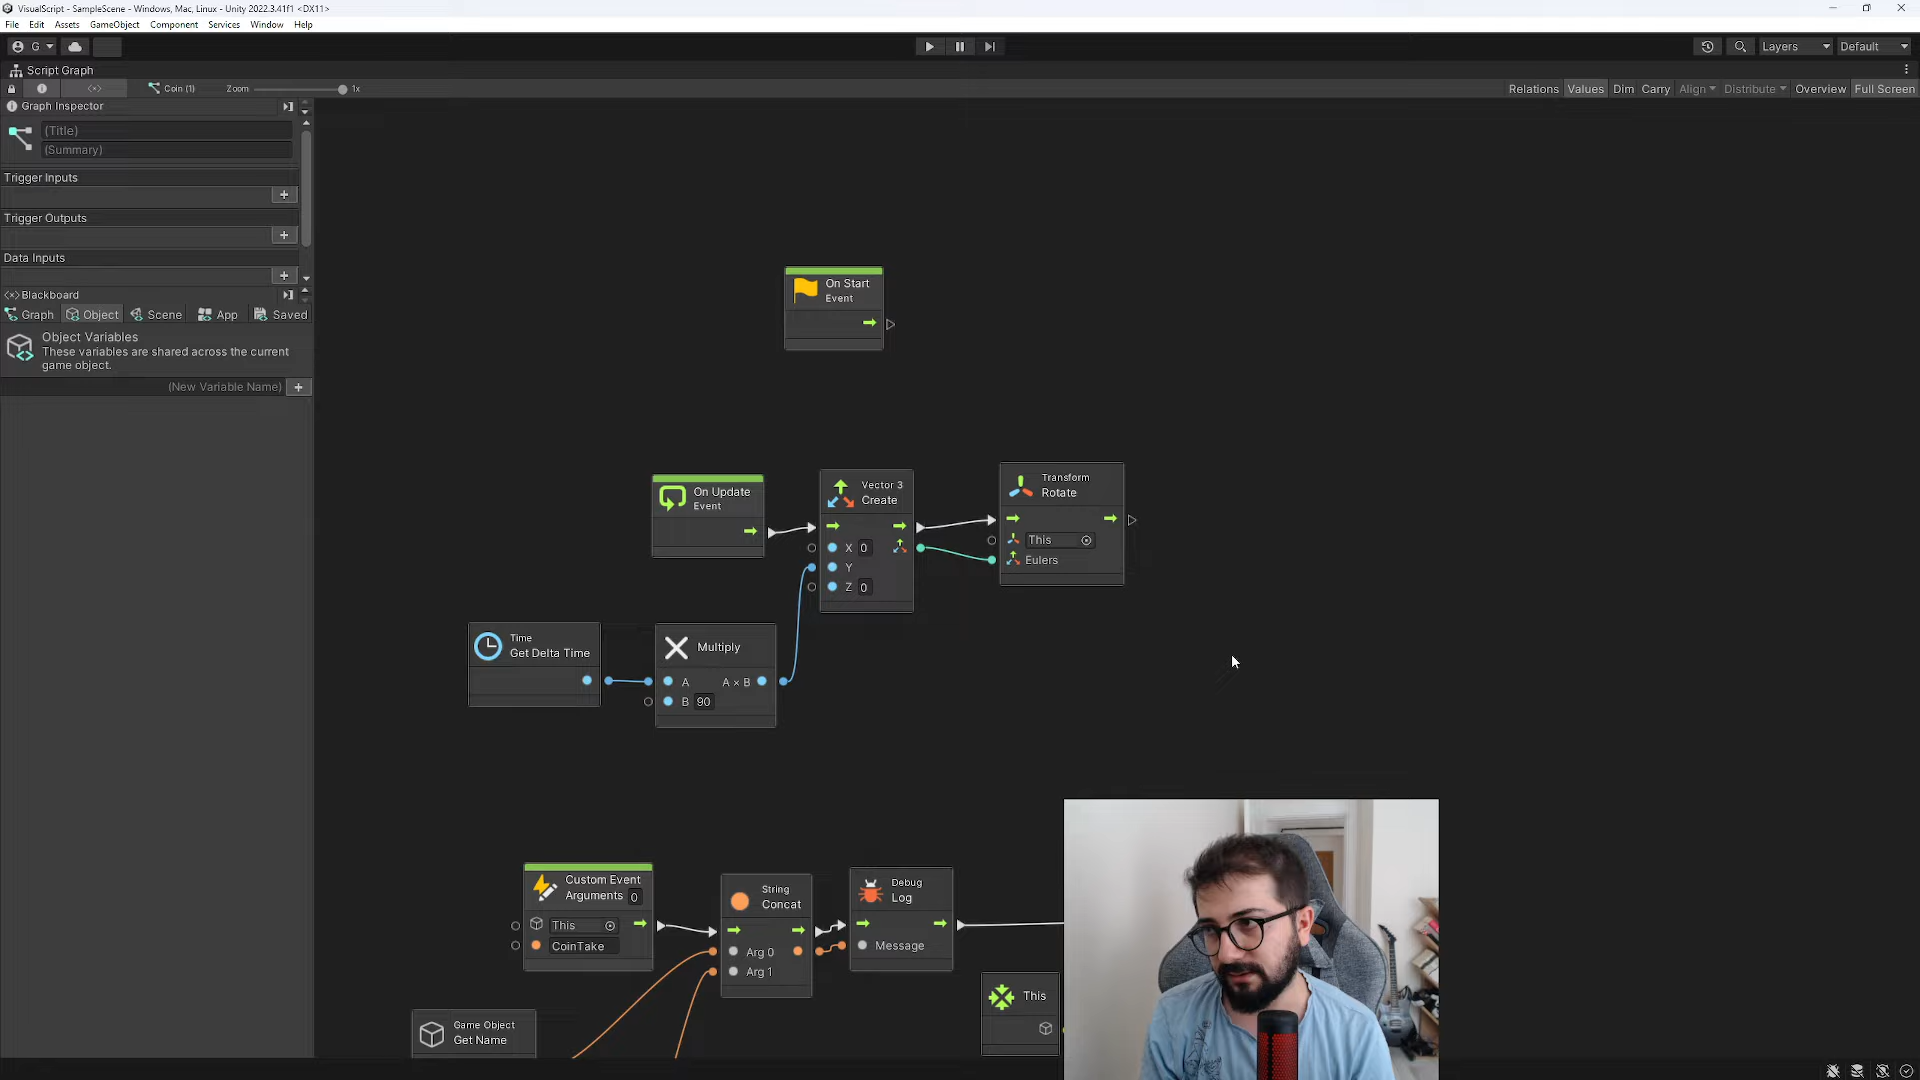 VisualScript - SampleScene - Windows, Mac, Linux - Unity 2022.3.41f1 <DX11>
File Edit Assets GameObject Component Services Window Help
G Layers Default
Script Graph
Coin (1) Zoom 1x Relations Values Dim Carry Align Distribute Overview Full Screen
Graph Inspector
(Title)
(Summary)
Trigger Inputs
Trigger Outputs
Data Inputs
Blackboard
Graph Object Scene App Saved
Object Variables
These variables are shared across the current
game object.
(New Variable Name)
On Start
Event
On Update
Event
Vector 3
Create
X 0
Y
Z 0
Transform
Rotate
This
Eulers
Time
Get Delta Time
Multiply
A A × B
B 90
Custom Event
Arguments 0
This
CoinTake
String
Concat
Arg 0
Arg 1
Debug
Log
Message
This
Game Object
Get Name